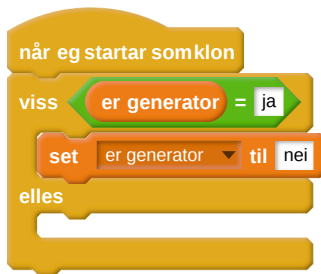 når eg startar som klon
viss er generator = ja
set er generator til nei
elles